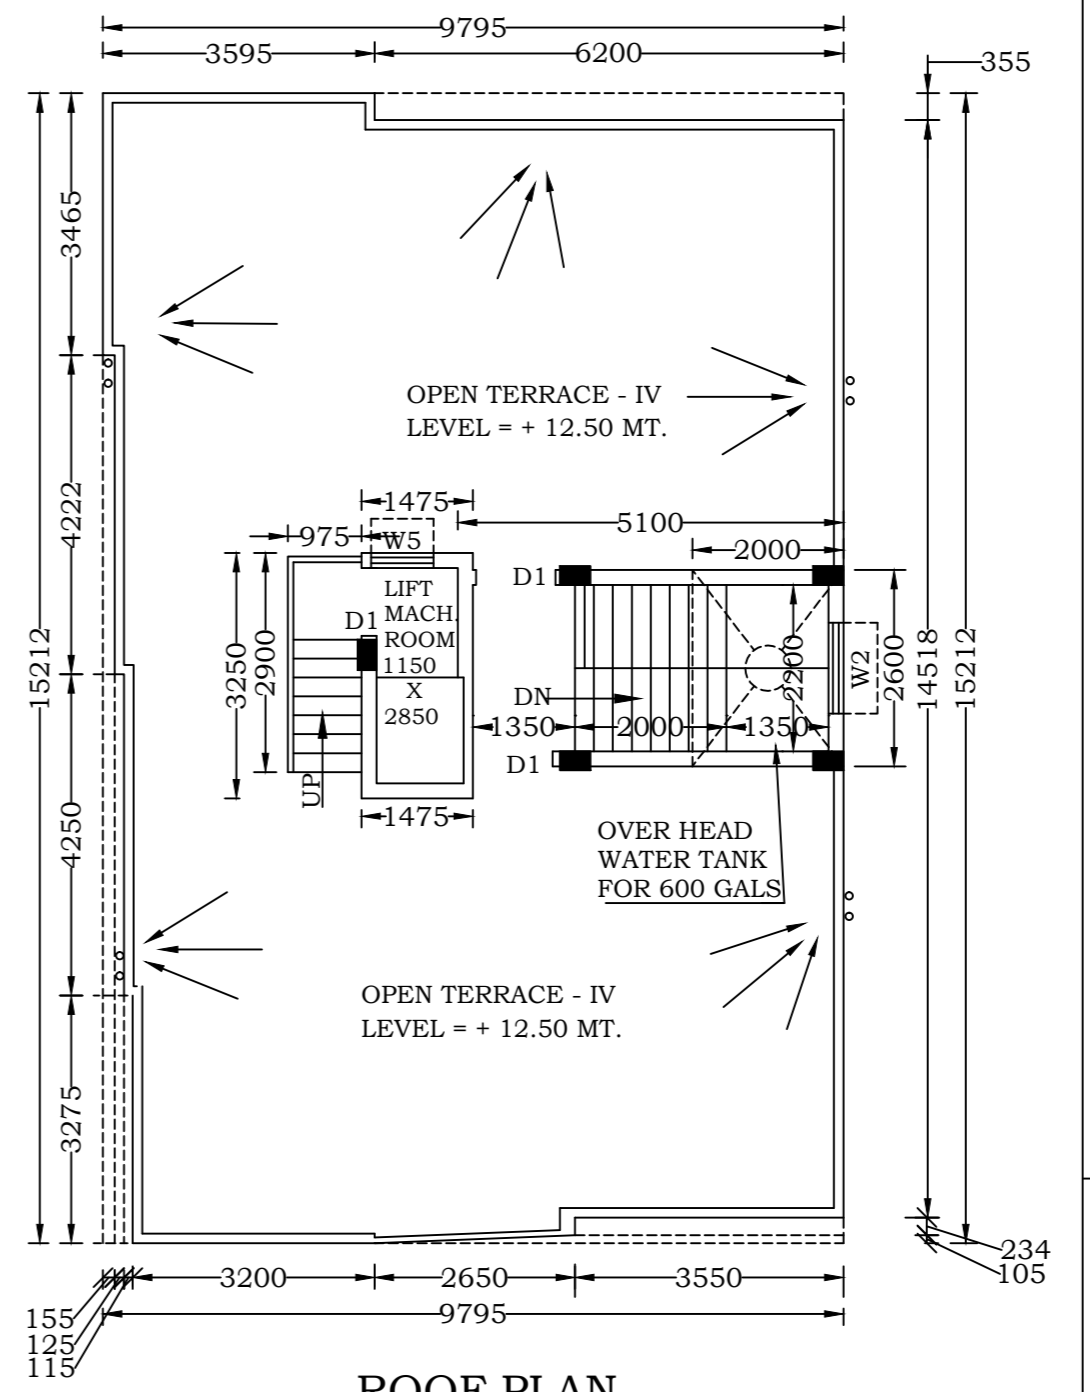 9795
3595
6200
355
15212
3465
4222
4250
3275
OPEN TERRACE - IV
LEVEL = + 12.50 MT.
1475
5100
975
W5
2000
D1
LIFT
MACH.
ROOM
1150
X
2850
D1
3250
2900
UP
1475
DN
1350
2000
1350
2200
W2
2600
14518
15212
D1
OVER HEAD
WATER TANK
FOR 600 GALS
OPEN TERRACE - IV
LEVEL = + 12.50 MT.
234
105
3200
2650
3550
9795
155
125
115
ROOF PLAN